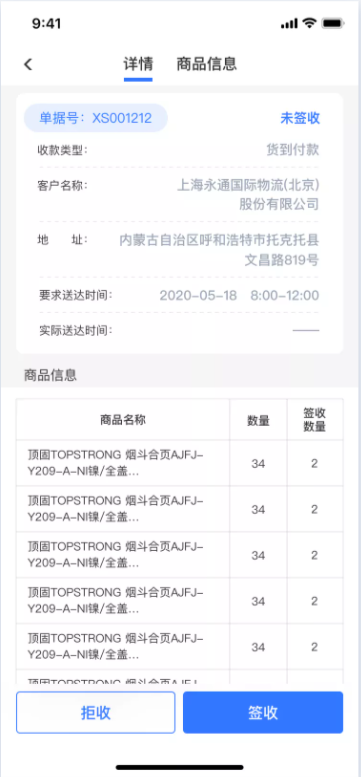 9:41
详情 商品信息
单据号：XS001212 未签收
收款类型： 货到付款
客户名称： 上海永通国际物流(北京)
股份有限公司
地 址： 内蒙古自治区呼和浩特市托克托县
文昌路819号
要求送达时间： 2020-05-18 8:00-12:00
实际送达时间： ——
商品信息
商品名称 数量 签收
数量
顶固TOPSTRONG 烟斗合页AJFJ-
Y209-A-NI镍/全盖... 34 2
顶固TOPSTRONG 烟斗合页AJFJ-
Y209-A-NI镍/全盖... 34 2
顶固TOPSTRONG 烟斗合页AJFJ-
Y209-A-NI镍/全盖... 34 2
顶固TOPSTRONG 烟斗合页AJFJ-
Y209-A-NI镍/全盖... 34 2
顶固TOPSTRONG 烟斗合页AJFJ-
Y209-A-NI镍/全盖... 34 2
顶固TOPSTRONG 烟斗合页AJFJ-
拒收 签收